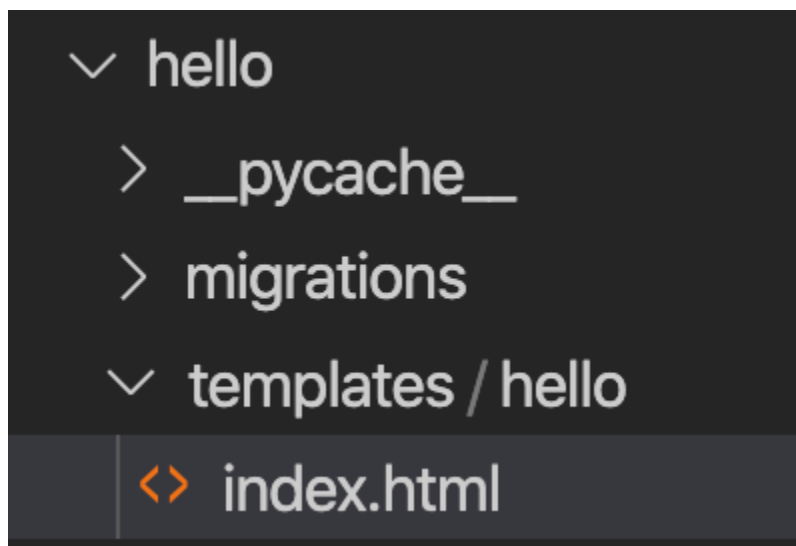 hello
__pycache__
migrations
templates / hello
index.html